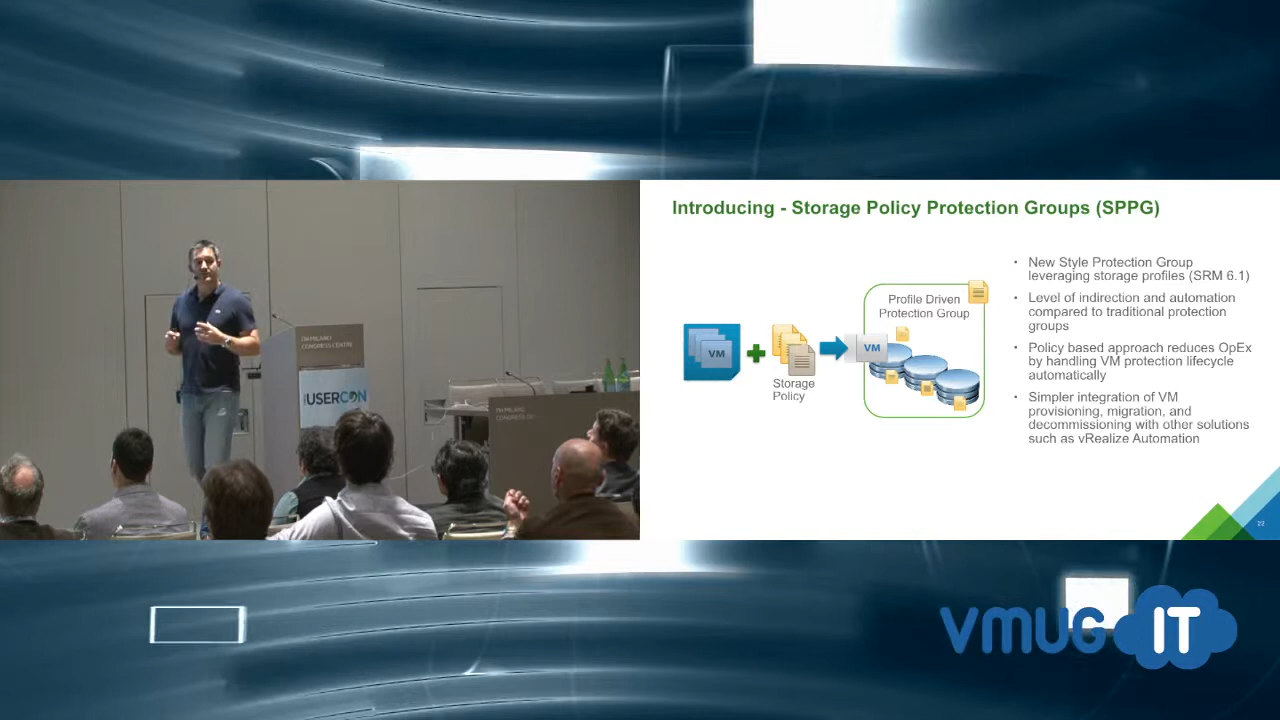 Introducing - Storage Policy Protection Groups (SPPG)
VM
Storage
Policy
Profile Driven
Protection Group
VM
• New Style Protection Group
leveraging storage profiles (SRM 6.1)
• Level of indirection and automation
compared to traditional protection
groups
• Policy based approach reduces OpEx
by handling VM protection lifecycle
automatically
• Simpler integration of VM
provisioning, migration, and
decommissioning with other solutions
such as vRealize Automation
22
CONGRESS CENTRE
USERCON
vmUG IT